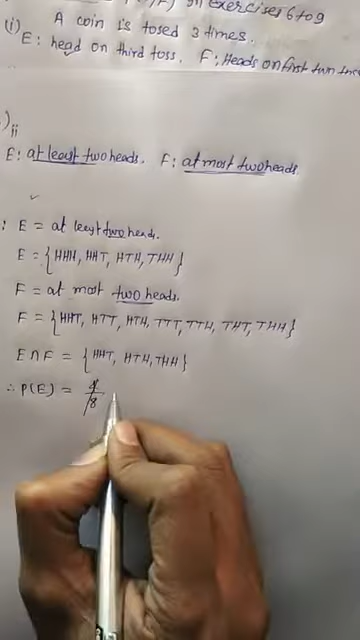 on Exercises 6 to 9
(i) A coin is tosed 3 times.
E: head on third toss. F: Heads on first two
)ii
E: at least two heads. F: at most two heads
: E = at least two heads.
E = {HHH, HHT, HTH, THH}
F = at most two heads.
F = {HHT, HTT, HTH, TTT, TTH, THT, THH}
E∩F = {HHT, HTH, THH}
∴ P(E) = 4/8